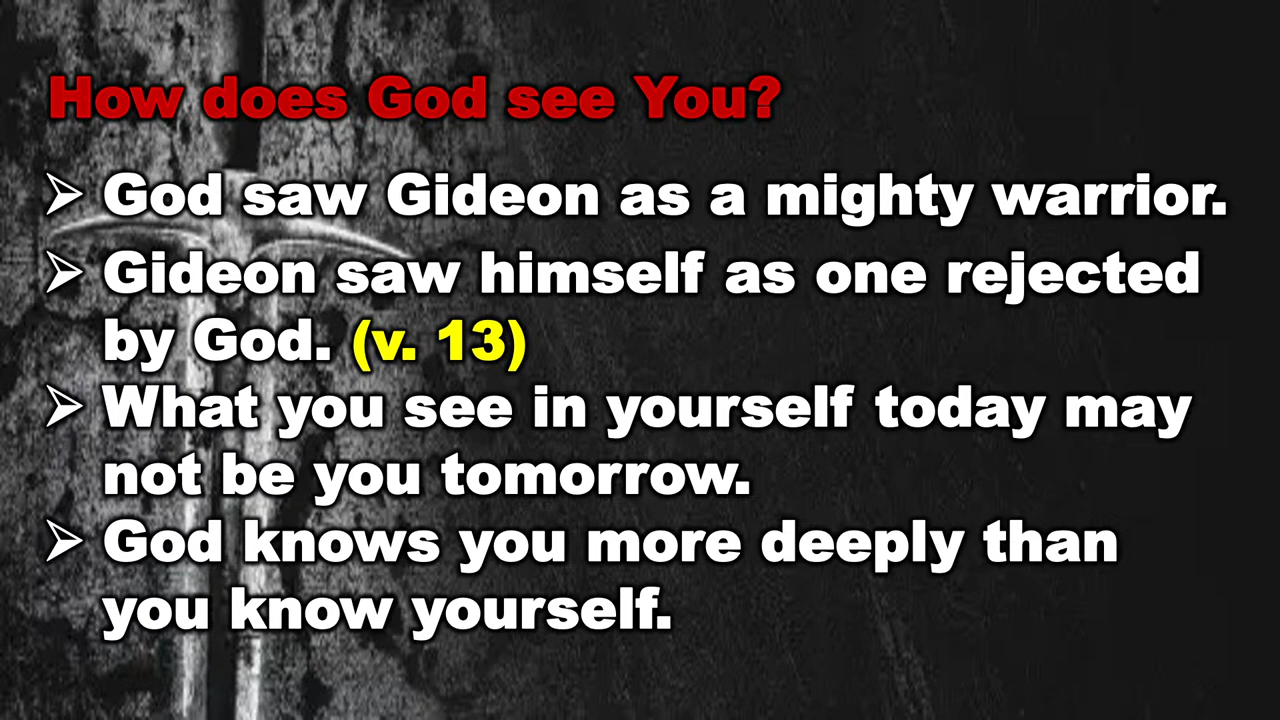 How does God see You?
➢ God saw Gideon as a mighty warrior.
➢ Gideon saw himself as one rejected
by God. (v. 13)
➢ What you see in yourself today may
not be you tomorrow.
➢ God knows you more deeply than
you know yourself.